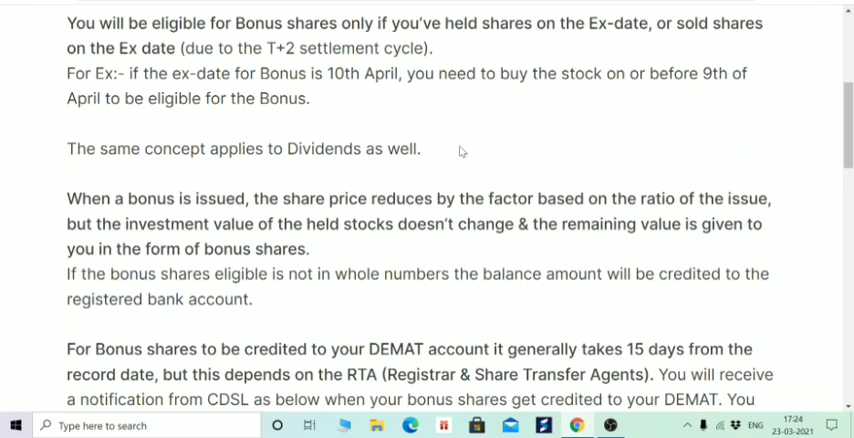 You will be eligible for Bonus shares only if you've held shares on the Ex-date, or sold shares
on the Ex date (due to the T+2 settlement cycle).
For Ex:- if the ex-date for Bonus is 10th April, you need to buy the stock on or before 9th of
April to be eligible for the Bonus.
The same concept applies to Dividends as well.
When a bonus is issued, the share price reduces by the factor based on the ratio of the issue,
but the investment value of the held stocks doesn't change & the remaining value is given to
you in the form of bonus shares.
If the bonus shares eligible is not in whole numbers the balance amount will be credited to the
registered bank account.
For Bonus shares to be credited to your DEMAT account it generally takes 15 days from the
record date, but this depends on the RTA (Registrar & Share Transfer Agents). You will receive
a notification from CDSL as below when your bonus shares get credited to your DEMAT. You
Type here to search
ENG
17:24
23-03-2021